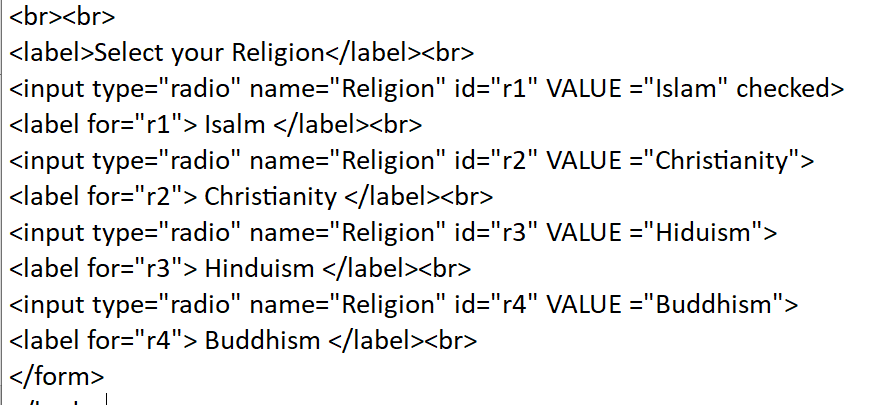 <br><br>
<label>Select your Religion</label><br>
<input type="radio" name="Religion" id="r1" VALUE ="Islam" checked>
<label for="r1"> Isalm </label><br>
<input type="radio" name="Religion" id="r2" VALUE ="Christianity">
<label for="r2"> Christianity </label><br>
<input type="radio" name="Religion" id="r3" VALUE ="Hiduism">
<label for="r3"> Hinduism </label><br>
<input type="radio" name="Religion" id="r4" VALUE ="Buddhism">
<label for="r4"> Buddhism </label><br>
</form>